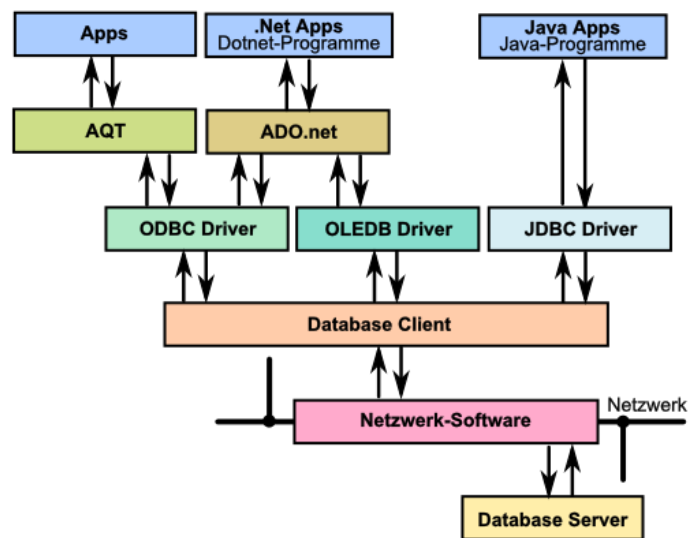 Apps
.Net Apps
Dotnet-Programme
Java Apps
Java-Programme
AQT
ADO.net
ODBC Driver
OLEDB Driver
JDBC Driver
Database Client
Netzwerk-Software
Netzwerk
Database Server